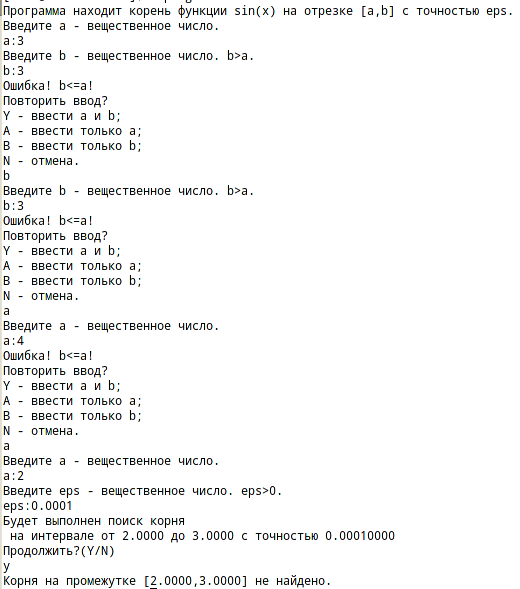 Программа находит корень функции sin(x) на отрезке [a,b] с точностью eps.
Введите a - вещественное число.
a:3
Введите b - вещественное число. b>a.
b:3
Ошибка! b<=a!
Повторить ввод?
Y - ввести a и b;
A - ввести только a;
B - ввести только b;
N - отмена.
b
Введите b - вещественное число. b>a.
b:3
Ошибка! b<=a!
Повторить ввод?
Y - ввести a и b;
A - ввести только a;
B - ввести только b;
N - отмена.
a
Введите a - вещественное число.
a:4
Ошибка! b<=a!
Повторить ввод?
Y - ввести a и b;
A - ввести только a;
B - ввести только b;
N - отмена.
a
Введите a - вещественное число.
a:2
Введите eps - вещественное число. eps>0.
eps:0.0001
Будет выполнен поиск корня
 на интервале от 2.0000 до 3.0000 с точностью 0.00010000
Продолжить?(Y/N)
y
Корня на промежутке [2.0000,3.0000] не найдено.